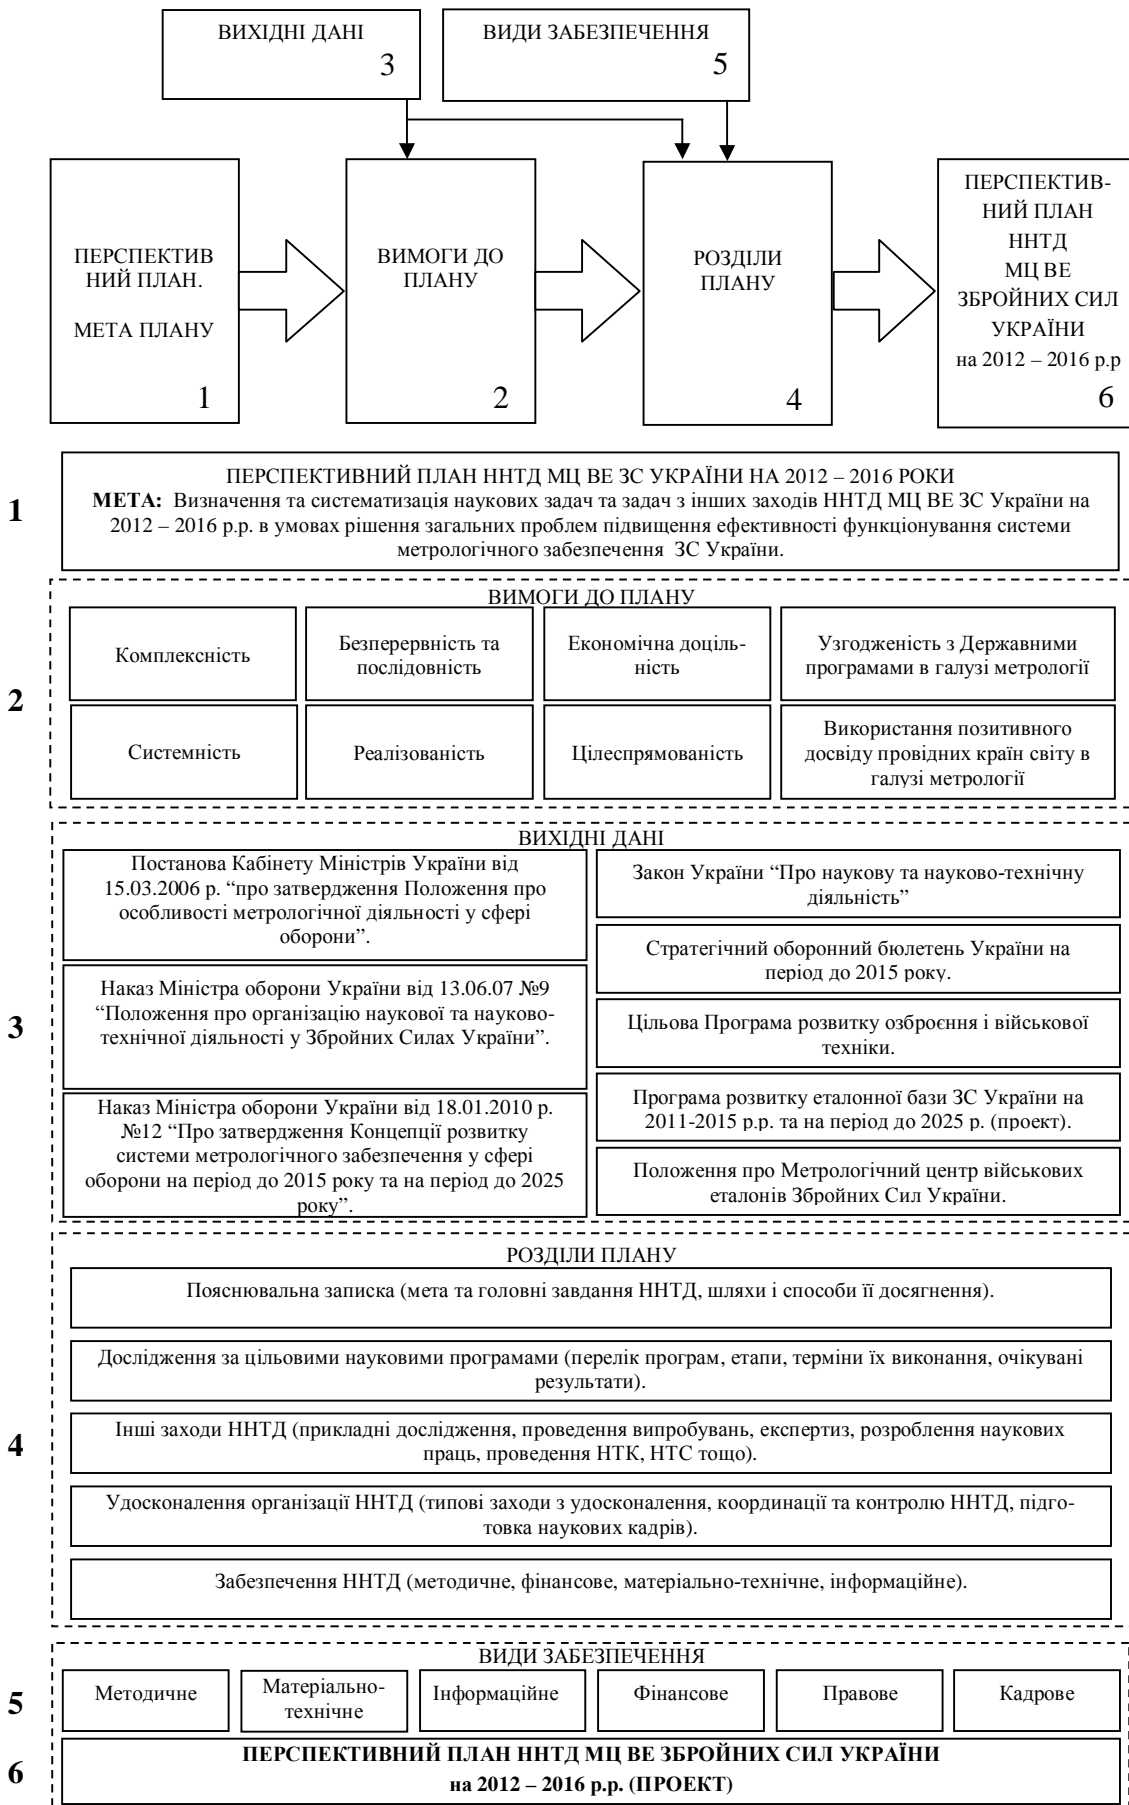 ВИХІДНІ ДАНІ
3
ВИДИ ЗАБЕЗПЕЧЕННЯ
5
ПЕРСПЕКТИВ
НИЙ ПЛАН.
МЕТА ПЛАНУ
1
ВИМОГИ ДО
ПЛАНУ
2
РОЗДІЛИ
ПЛАНУ
4
ПЕРСПЕКТИВ-
НИЙ ПЛАН
ННТД
МЦ ВЕ
ЗБРОЙНИХ СИЛ
УКРАЇНИ
на 2012 – 2016 р.р
6
1
ПЕРСПЕКТИВНИЙ ПЛАН ННТД МЦ ВЕ ЗС УКРАЇНИ НА 2012 – 2016 РОКИ
МЕТА: Визначення та систематизація наукових задач та задач з інших заходів ННТД МЦ ВЕ ЗС України на
2012 – 2016 р.р. в умовах рішення загальних проблем підвищення ефективності функціонування системи
метрологічного забезпечення ЗС України.
2
ВИМОГИ ДО ПЛАНУ
Комплексність
Безперервність та
послідовність
Економічна доціль-
ність
Узгодженість з Державними
програмами в галузі метрології
Системність
Реалізованість
Цілеспрямованість
Використання позитивного
досвіду провідних країн світу в
галузі метрології
3
ВИХІДНІ ДАНІ
Постанова Кабінету Міністрів України від
15.03.2006 р. “про затвердження Положення про
особливості метрологічної діяльності у сфері
оборони”.
Наказ Міністра оборони України від 13.06.07 №9
“Положення про організацію наукової та науково-
технічної діяльності у Збройних Силах України”.
Наказ Міністра оборони України від 18.01.2010 р.
№12 “Про затвердження Концепції розвитку
системи метрологічного забезпечення у сфері
оборони на період до 2015 року та на період до 2025
року”.
Закон України “Про наукову та науково-технічну
діяльність”
Стратегічний оборонний бюлетень України на
період до 2015 року.
Цільова Програма розвитку озброєння і військової
техніки.
Програма розвитку еталонної бази ЗС України на
2011-2015 р.р. та на період до 2025 р. (проект).
Положення про Метрологічний центр військових
еталонів Збройних Сил України.
4
РОЗДІЛИ ПЛАНУ
Пояснювальна записка (мета та головні завдання ННТД, шляхи і способи її досягнення).
Дослідження за цільовими науковими програмами (перелік програм, етапи, терміни їх виконання, очікувані
результати).
Інші заходи ННТД (прикладні дослідження, проведення випробувань, експертиз, розроблення наукових
праць, проведення НТК, НТС тощо).
Удосконалення організації ННТД (типові заходи з удосконалення, координації та контролю ННТД, підго-
товка наукових кадрів).
Забезпечення ННТД (методичне, фінансове, матеріально-технічне, інформаційне).
5
ВИДИ ЗАБЕЗПЕЧЕННЯ
Методичне
Матеріально-
технічне
Інформаційне
Фінансове
Правове
Кадрове
6
ПЕРСПЕКТИВНИЙ ПЛАН ННТД МЦ ВЕ ЗБРОЙНИХ СИЛ УКРАЇНИ
на 2012 – 2016 р.р. (ПРОЕКТ)